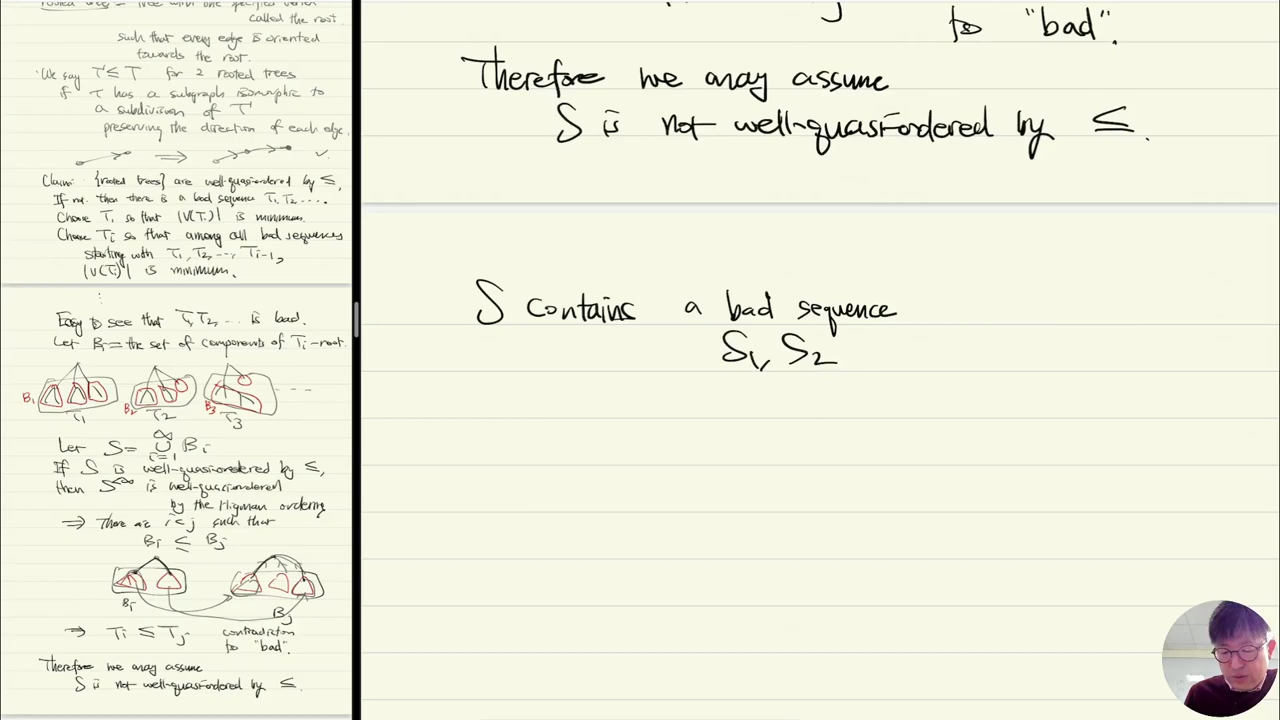 rooted tree = tree with one specified vertex
called the root
such that every edge is oriented
towards the root.
We say T' ≤ T for 2 rooted trees
if T has a subgraph isomorphic to
a subdivision of T'
preserving the direction of each edge.
⇒ ✓
Claim: {rooted trees} are well-quasi-ordered by ≤,
If not then there is a bad sequence T₁, T₂ ....
Choose T₁ so that |V(T₁)| is minimum.
Choose Tᵢ so that among all bad sequences
starting with T₁, T₂, ..., Tᵢ₋₁,
|V(Tᵢ)| is minimum.
⋮
Easy to see that T₁, T₂, ... is bad.
Let Bᵢ = the set of components of Tᵢ - root.
B₁ B₂ B₃ - - -
T₁ T₂ T₃
Let S = ∪_{i=1}^∞ Bᵢ
If S is well-quasi-ordered by ≤,
then S^{<∞} is well-quasi-ordered
by the Higman ordering
⇒ There are i<j such that
Bᵢ ≤ Bⱼ
Bᵢ Bⱼ
⇒ Tᵢ ≤ Tⱼ contradiction
to "bad".
Therefore we may assume
S is not well-quasi-ordered by ≤.
to "bad".
Therefore we may assume
S is not well-quasi-ordered by ≤.
S contains a bad sequence
S₁, S₂